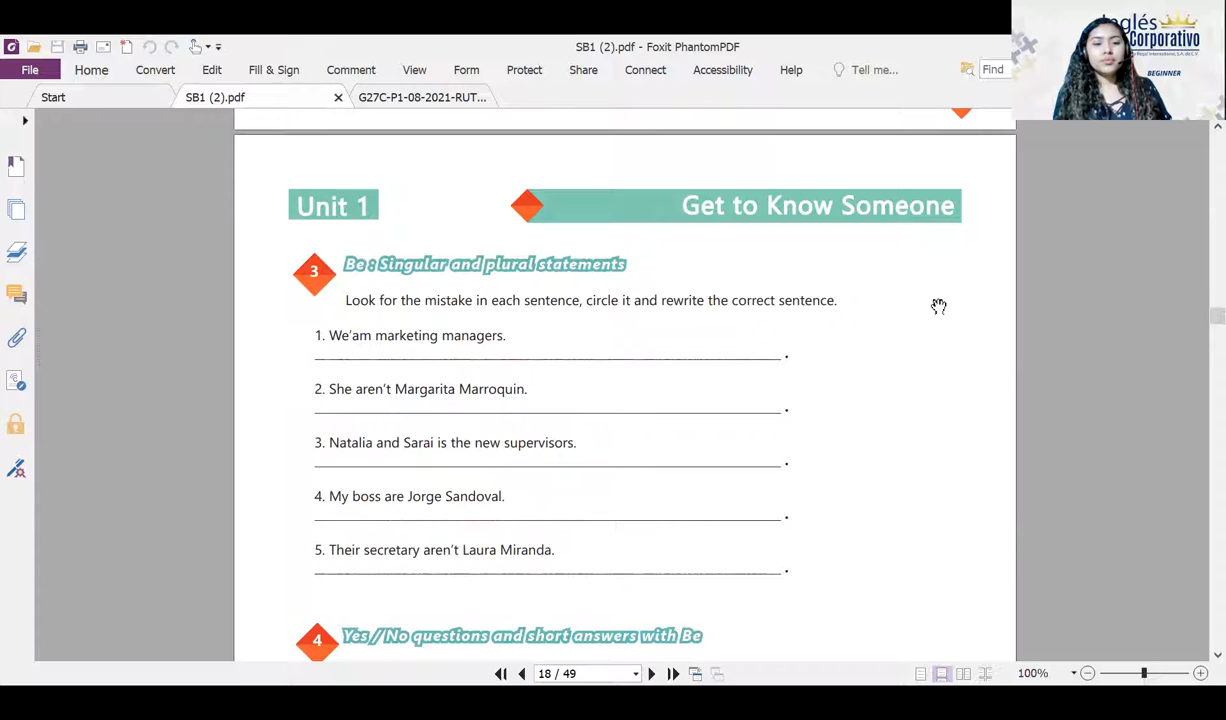 SB1 (2).pdf - Foxit PhantomPDF
File Home Convert Edit Fill & Sign Comment View Form Protect Share Connect Accessibility Help Tell me... Find
Start SB1 (2).pdf G27C-P1-08-2021-RUT...
Inglés
Corporativo
BEGINNER
Unit 1 Get to Know Someone
3 Be : Singular and plural statements
Look for the mistake in each sentence, circle it and rewrite the correct sentence.
1. We'am marketing managers.
.
2. She aren't Margarita Marroquin.
.
3. Natalia and Sarai is the new supervisors.
.
4. My boss are Jorge Sandoval.
.
5. Their secretary aren't Laura Miranda.
.
4 Yes / No questions and short answers with Be
18 / 49 100%